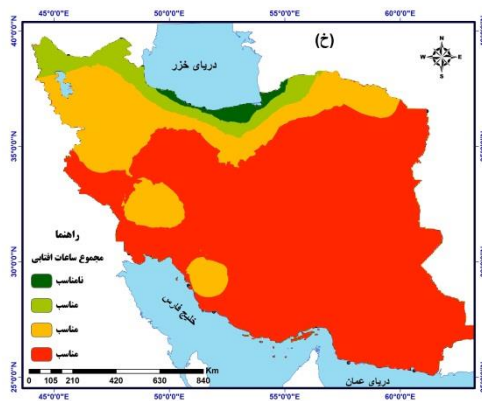 45°0'0"E 50°0'0"E 55°0'0"E 60°0'0"E
40°0'0"N
35°0'0"N
30°0'0"N
25°0'0"N
(خ)
N
W E
S
دریای خزر
راهنما
مجموع ساعات افتابی
نامناسب
مناسب
مناسب
مناسب
خلیج فارس
دریای عمان
Km
0 105 210 420 630 840
45°0'0"E 50°0'0"E 55°0'0"E 60°0'0"E